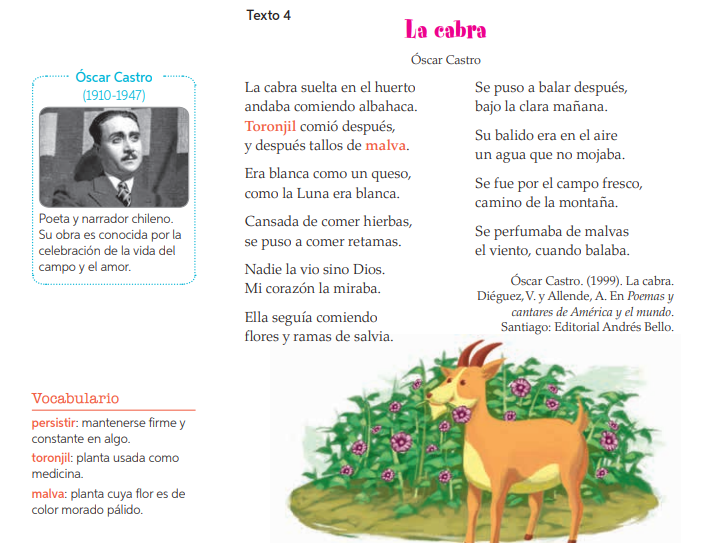 Texto 4
La cabra
Óscar Castro
Óscar Castro
(1910-1947)
Poeta y narrador chileno.
Su obra es conocida por la
celebración de la vida del
campo y el amor.
La cabra suelta en el huerto
andaba comiendo albahaca.
Toronjil comió después,
y después tallos de malva.
Era blanca como un queso,
como la Luna era blanca.
Cansada de comer hierbas,
se puso a comer retamas.
Nadie la vio sino Dios.
Mi corazón la miraba.
Ella seguía comiendo
flores y ramas de salvia.
Se puso a balar después,
bajo la clara mañana.
Su balido era en el aire
un agua que no mojaba.
Se fue por el campo fresco,
camino de la montaña.
Se perfumaba de malvas
el viento, cuando balaba.
Óscar Castro. (1999). La cabra.
Diéguez, V. y Allende, A. En Poemas y
cantares de América y el mundo.
Santiago: Editorial Andrés Bello.
Vocabulario
persistir: mantenerse firme y
constante en algo.
toronjil: planta usada como
medicina.
malva: planta cuya flor es de
color morado pálido.